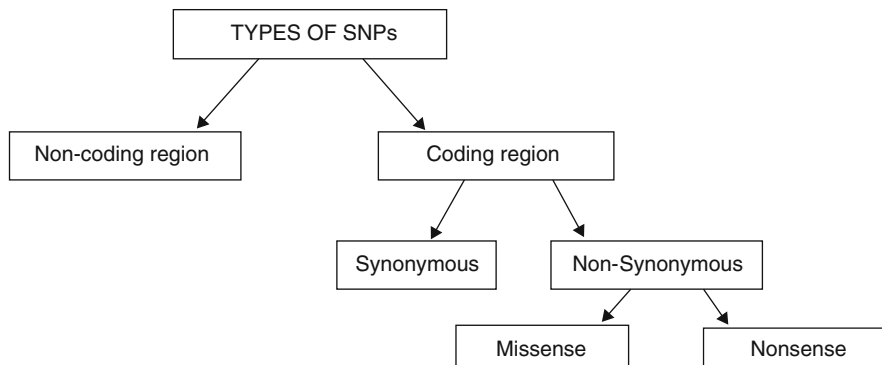 TYPES OF SNPs
Non-coding region
Coding region
Synonymous
Non-Synonymous
Missense
Nonsense